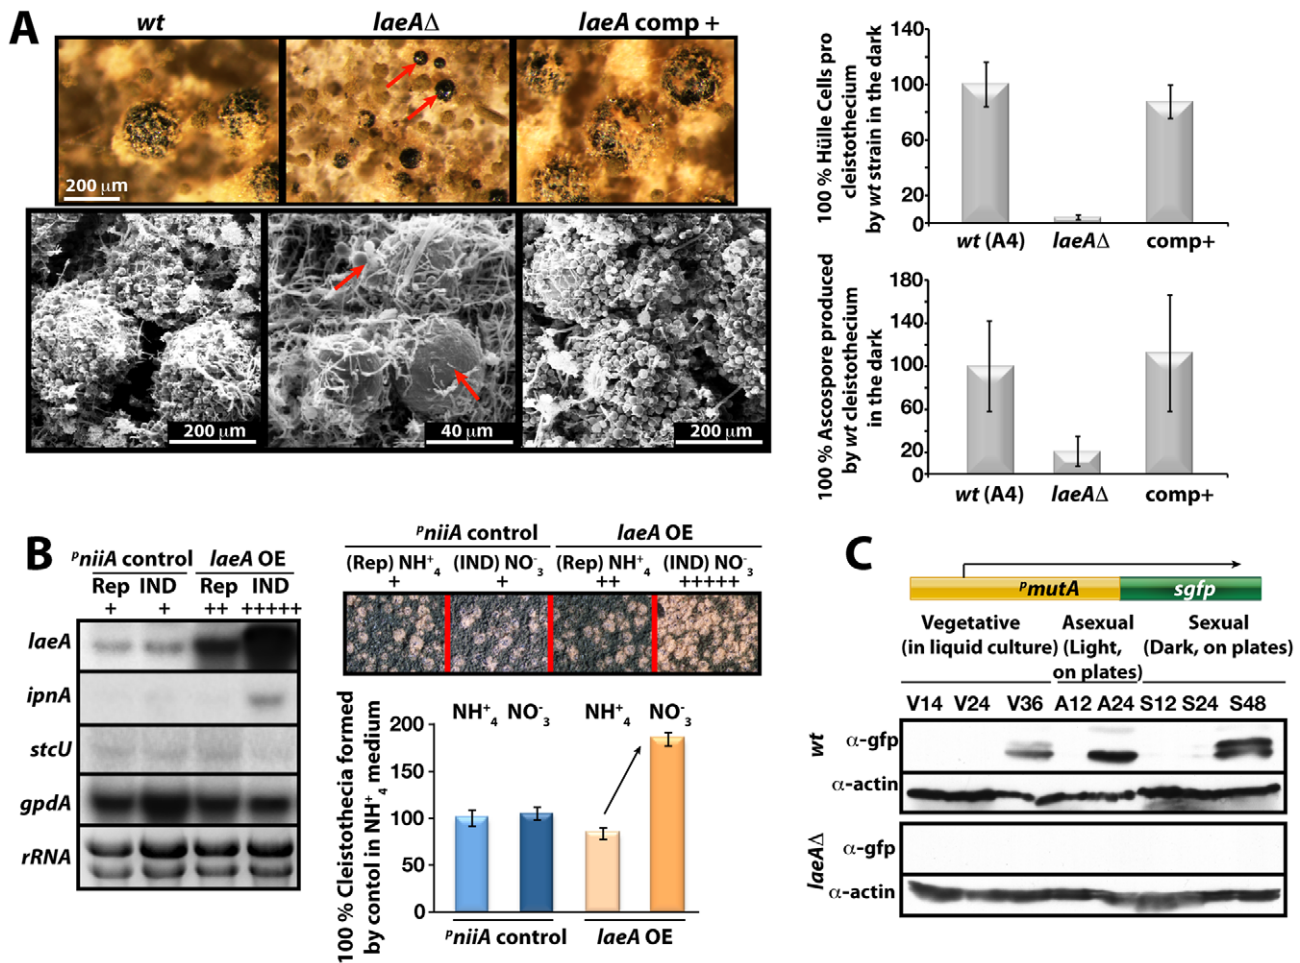 A
wt
laeAΔ
laeA comp +
200 μm
200 μm
40 μm
200 μm
100 % Hülle Cells pro
cleistothecium
by wt strain in the dark
140
100
60
20
0
wt (A4)
laeAΔ
comp+
100 % Ascospore produced
by wt cleistothecium
in the dark
180
140
100
60
20
0
wt (A4)
laeAΔ
comp+
B
ᵖniiA control
laeA OE
Rep IND Rep IND
+ + ++ +++++
laeA
ipnA
stcU
gpdA
rRNA
ᵖniiA control
laeA OE
(Rep) NH⁺₄ (IND) NO⁻₃ (Rep) NH⁺₄ (IND) NO⁻₃
+ + ++ +++++
100 % Cleistothecia formed
by contol in NH⁺₄ medium
200
150
100
50
0
NH⁺₄ NO⁻₃ NH⁺₄ NO⁻₃
ᵖniiA control
laeA OE
C
ᵖmutA
sgfp
Vegetative
(in liquid culture)
Asexual
(Light,
on plates)
Sexual
(Dark, on plates)
V14 V24 V36 A12 A24 S12 S24 S48
wt
α-gfp
α-actin
laeAΔ
α-gfp
α-actin